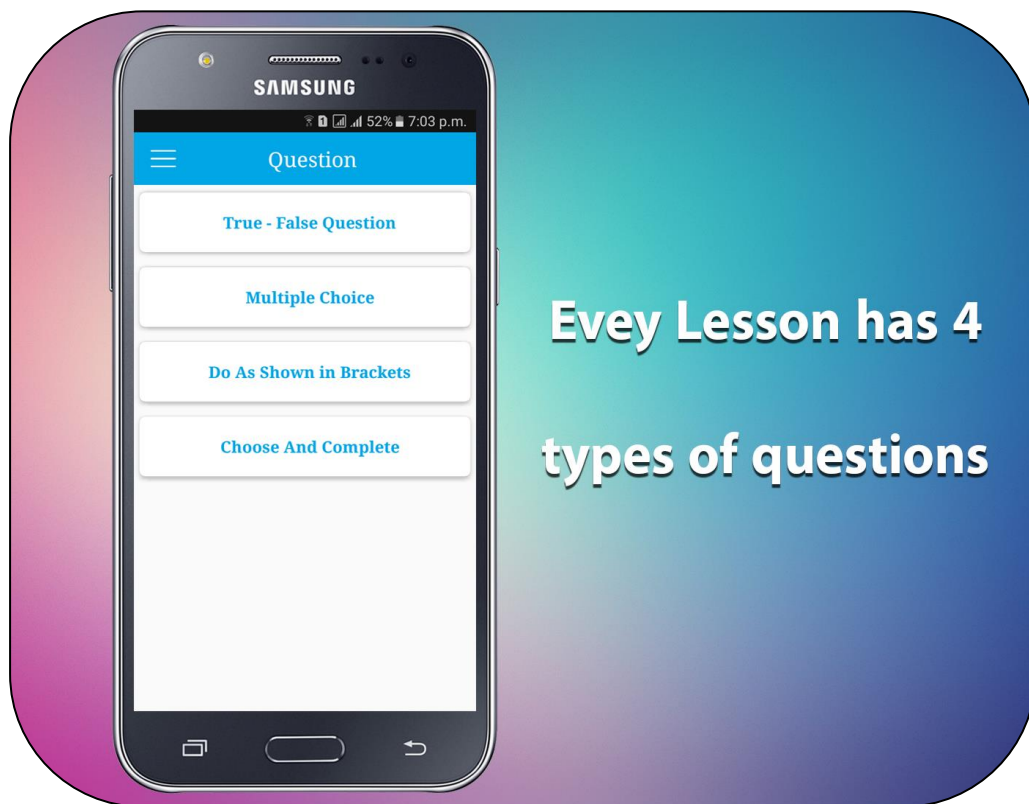 SAMSUNG
1 52% 7:03 p.m.
Question
True - False Question
Multiple Choice
Do As Shown in Brackets
Choose And Complete
Evey Lesson has 4
types of questions